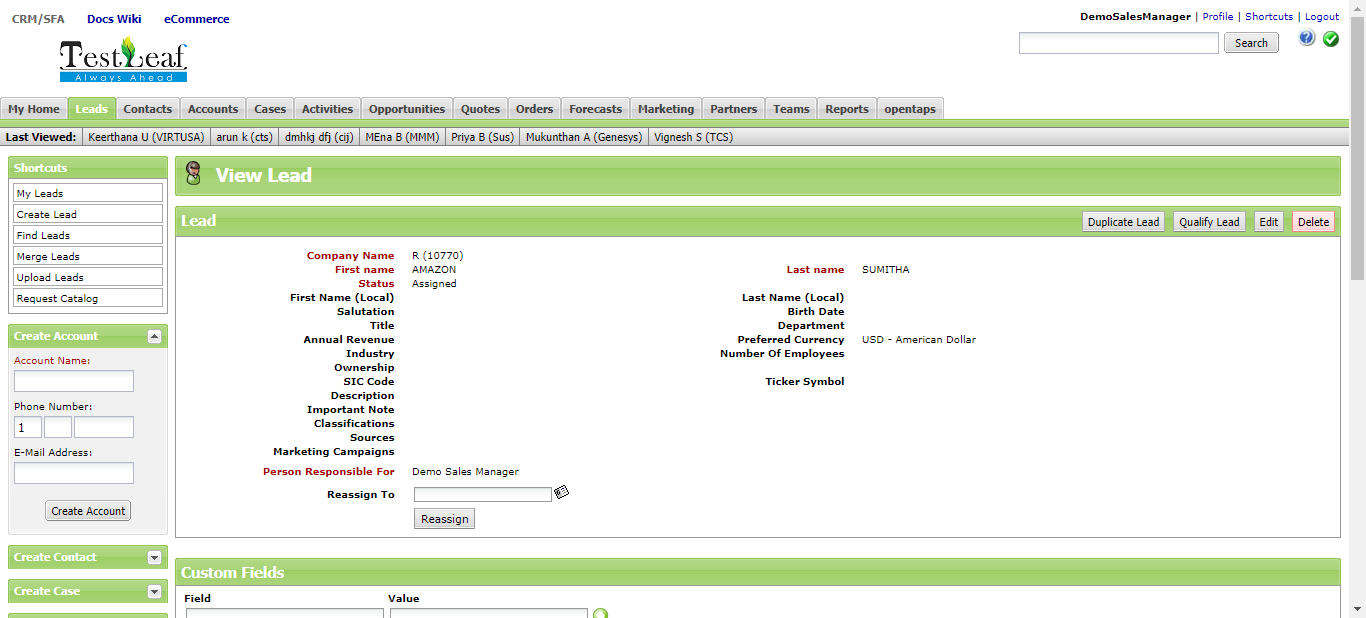 CRM/SFA Docs Wiki eCommerce
DemoSalesManager | Profile | Shortcuts | Logout
Search
TestLeaf
Always Ahead
My Home Leads Contacts Accounts Cases Activities Opportunities Quotes Orders Forecasts Marketing Partners Teams Reports opentaps
Last Viewed: Keerthana U (VIRTUSA) arun k (cts) dmhkj dfj (cij) MEna B (MMM) Priya B (Sus) Mukunthan A (Genesys) Vignesh S (TCS)
Shortcuts
My Leads
Create Lead
Find Leads
Merge Leads
Upload Leads
Request Catalog
Create Account
Account Name:
Phone Number:
1
E-Mail Address:
Create Account
Create Contact
Create Case
View Lead
Lead Duplicate Lead Qualify Lead Edit Delete
Company Name R (10770)
First name AMAZON Last name SUMITHA
Status Assigned
First Name (Local) Last Name (Local)
Salutation Birth Date
Title Department
Annual Revenue Preferred Currency USD - American Dollar
Industry Number Of Employees
Ownership
SIC Code Ticker Symbol
Description
Important Note
Classifications
Sources
Marketing Campaigns
Person Responsible For Demo Sales Manager
Reassign To
Reassign
Custom Fields
Field Value